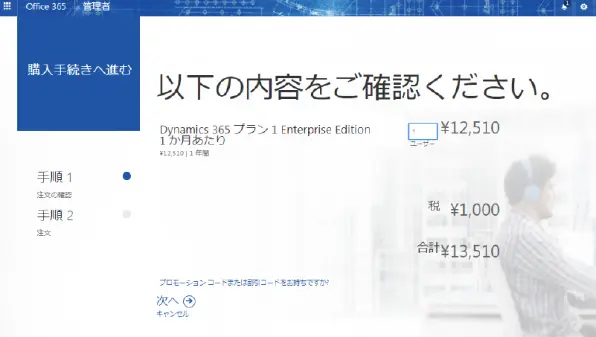 Office 365 管理者
購入手続きへ進む
以下の内容をご確認ください。
Dynamics 365 プラン 1 Enterprise Edition
1 か月あたり
¥12,510 | 1 年間
1
ユーザー
¥12,510
手順 1
注文の確認
手順 2
注文
税 ¥1,000
合計 ¥13,510
プロモーション コードまたは割引コードをお持ちですか?
次へ
キャンセル